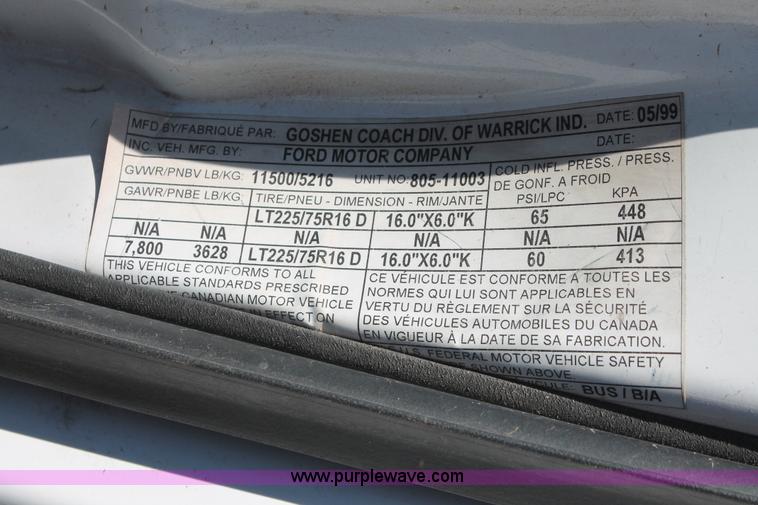 MFD BY/FABRIQUÉ PAR: GOSHEN COACH DIV. OF WARRICK IND. DATE: 05/99
INC. VEH. MFG. BY: FORD MOTOR COMPANY DATE:
GVWR/PNBV LB/KG: 11500/5216 UNIT NO: 805-11003 COLD INFL. PRESS. / PRESS.
DE GONF. A FROID
GAWR/PNBE LB/KG: TIRE/PNEU - DIMENSION - RIM/JANTE PSI/LPC KPA
LT225/75R16 D 16.0"X6.0"K 65 448
N/A N/A N/A N/A N/A N/A
7,800 3628 LT225/75R16 D 16.0"X6.0"K 60 413
THIS VEHICLE CONFORMS TO ALL
APPLICABLE STANDARDS PRESCRIBED
CANADIAN MOTOR VEHICLE
IN EFFECT ON
CE VÉHICULE EST CONFORME A TOUTES LES
NORMES QUI LUI SONT APPLICABLES EN
VERTU DU RÈGLEMENT SUR LA SÉCURITÉ
DES VÉHICULES AUTOMOBILES DU CANADA
EN VIGUEUR À LA DATE DE SA FABRICATION.
U.S. FEDERAL MOTOR VEHICLE SAFETY
SHOWN ABOVE
BUS / B/A
www.purplewave.com